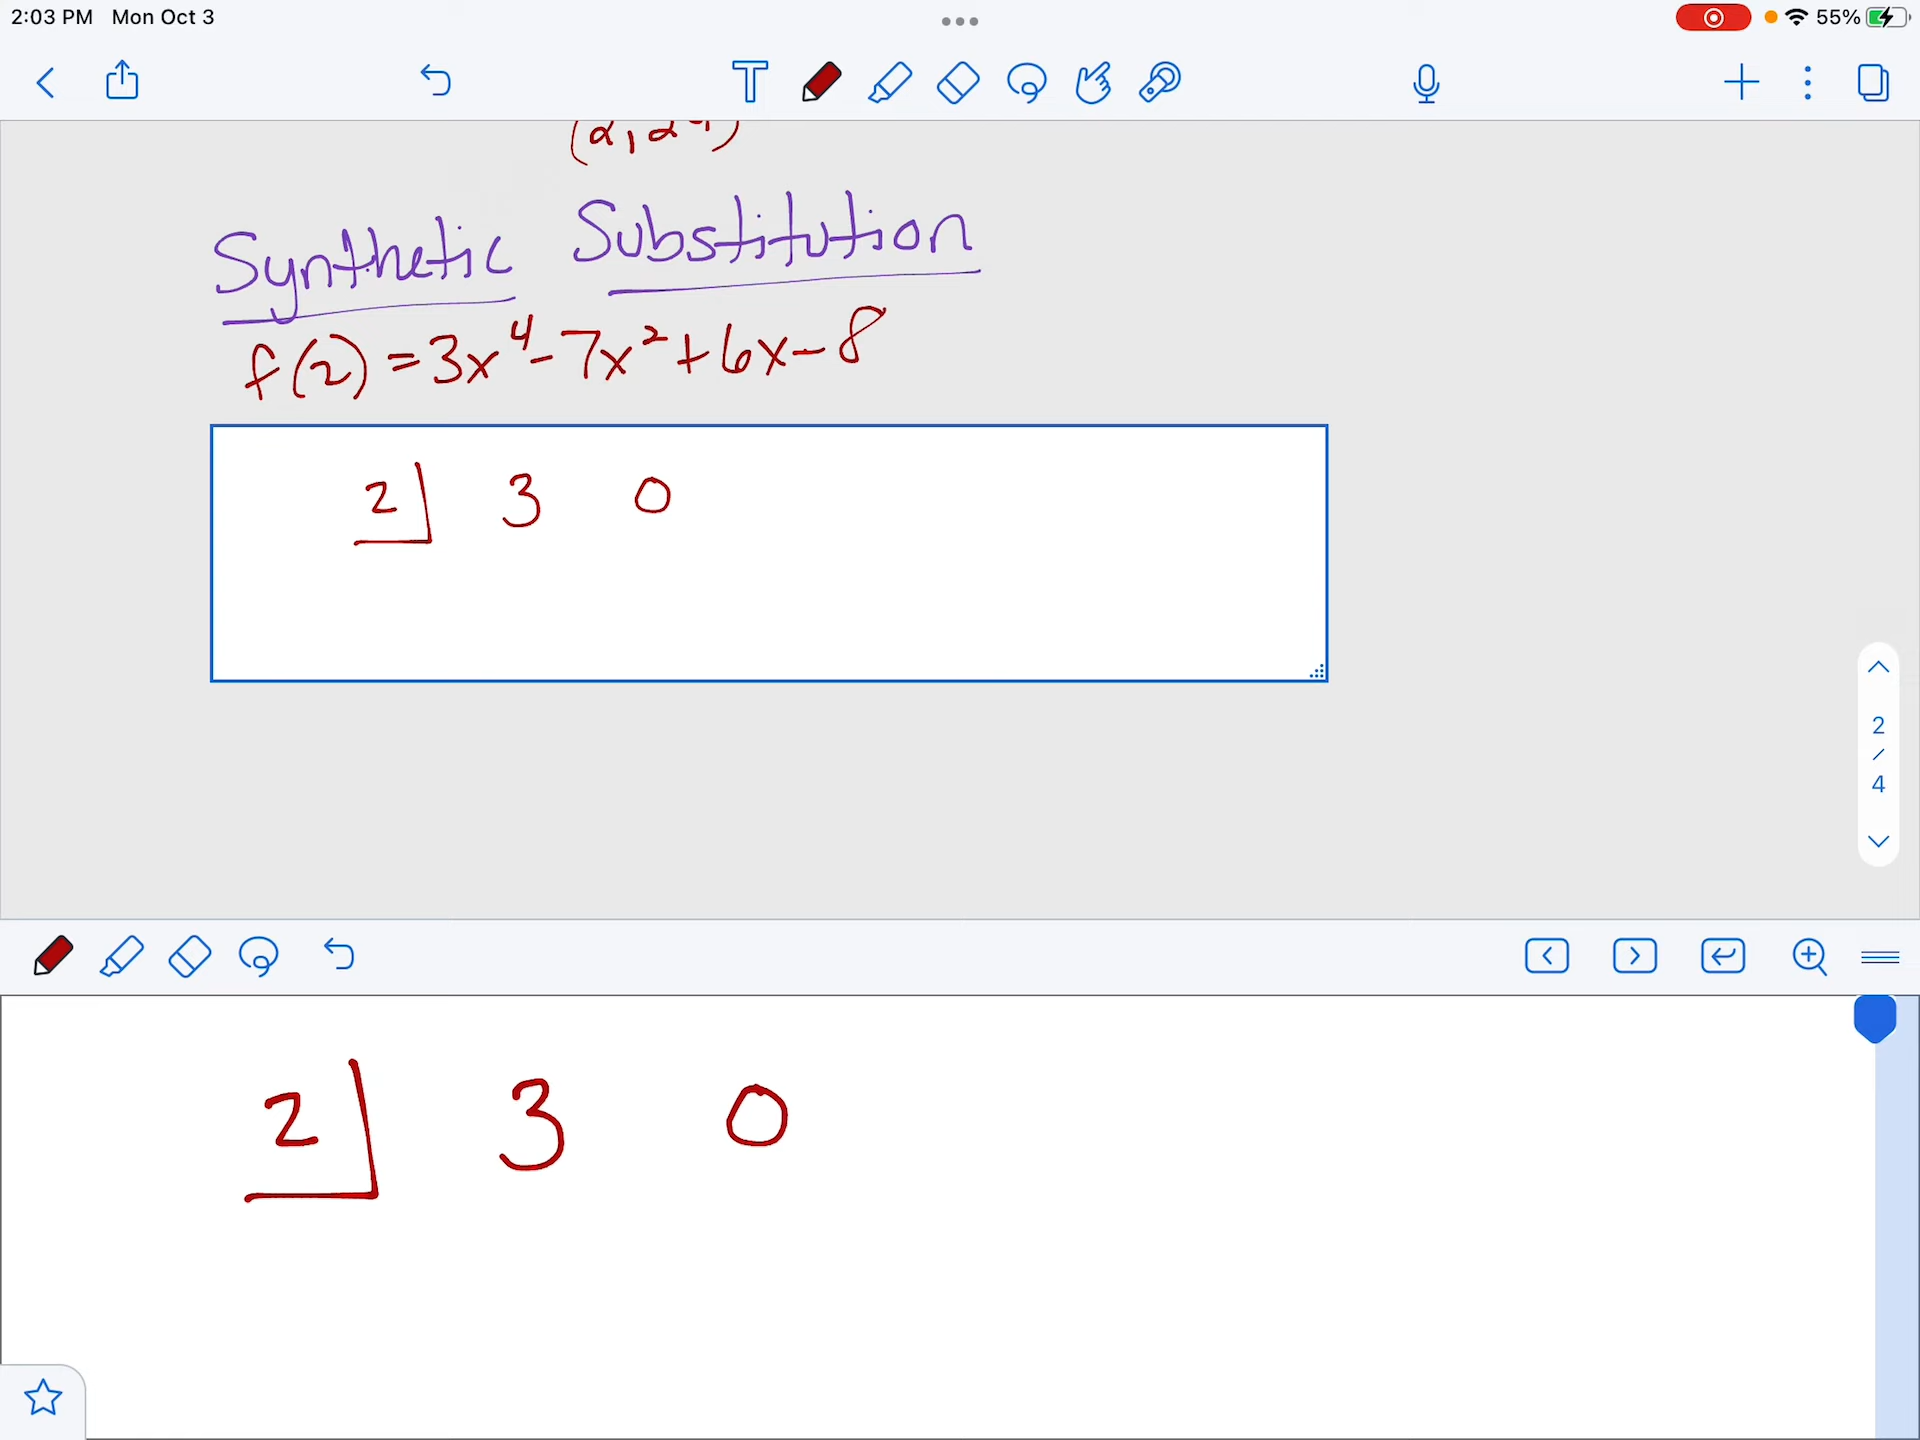 2:03 PM Mon Oct 3
55%
Synthetic Substitution
f(2)=3x⁴-7x²+6x-8
2 3 0
2
/
4
2 3 0